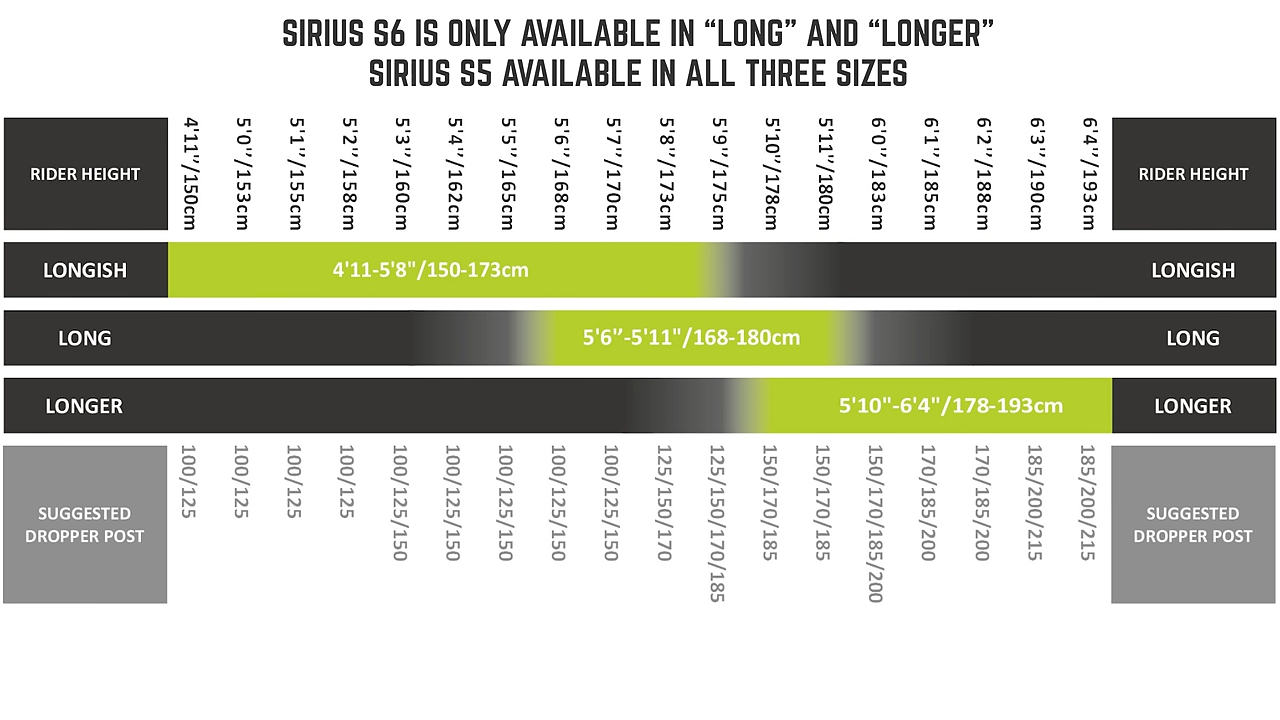 SIRIUS S6 IS ONLY AVAILABLE IN “LONG” AND “LONGER”
SIRIUS S5 AVAILABLE IN ALL THREE SIZES
RIDER HEIGHT
4'11"/150cm
5'0"/153cm
5'1"/155cm
5'2"/158cm
5'3"/160cm
5'4"/162cm
5'5"/165cm
5'6"/168cm
5'7"/170cm
5'8"/173cm
5'9"/175cm
5'10"/178cm
5'11"/180cm
6'0"/183cm
6'1"/185cm
6'2"/188cm
6'3"/190cm
6'4"/193cm
RIDER HEIGHT
LONGISH
4'11-5'8"/150-173cm
LONGISH
LONG
5'6”-5'11"/168-180cm
LONG
LONGER
5'10"-6'4"/178-193cm
LONGER
SUGGESTED
DROPPER POST
100/125
100/125
100/125
100/125
100/125/150
100/125/150
100/125/150
100/125/150
100/125/150
125/150/170
125/150/170/185
150/170/185
150/170/185
150/170/185/200
170/185/200
170/185/200
185/200/215
185/200/215
SUGGESTED
DROPPER POST